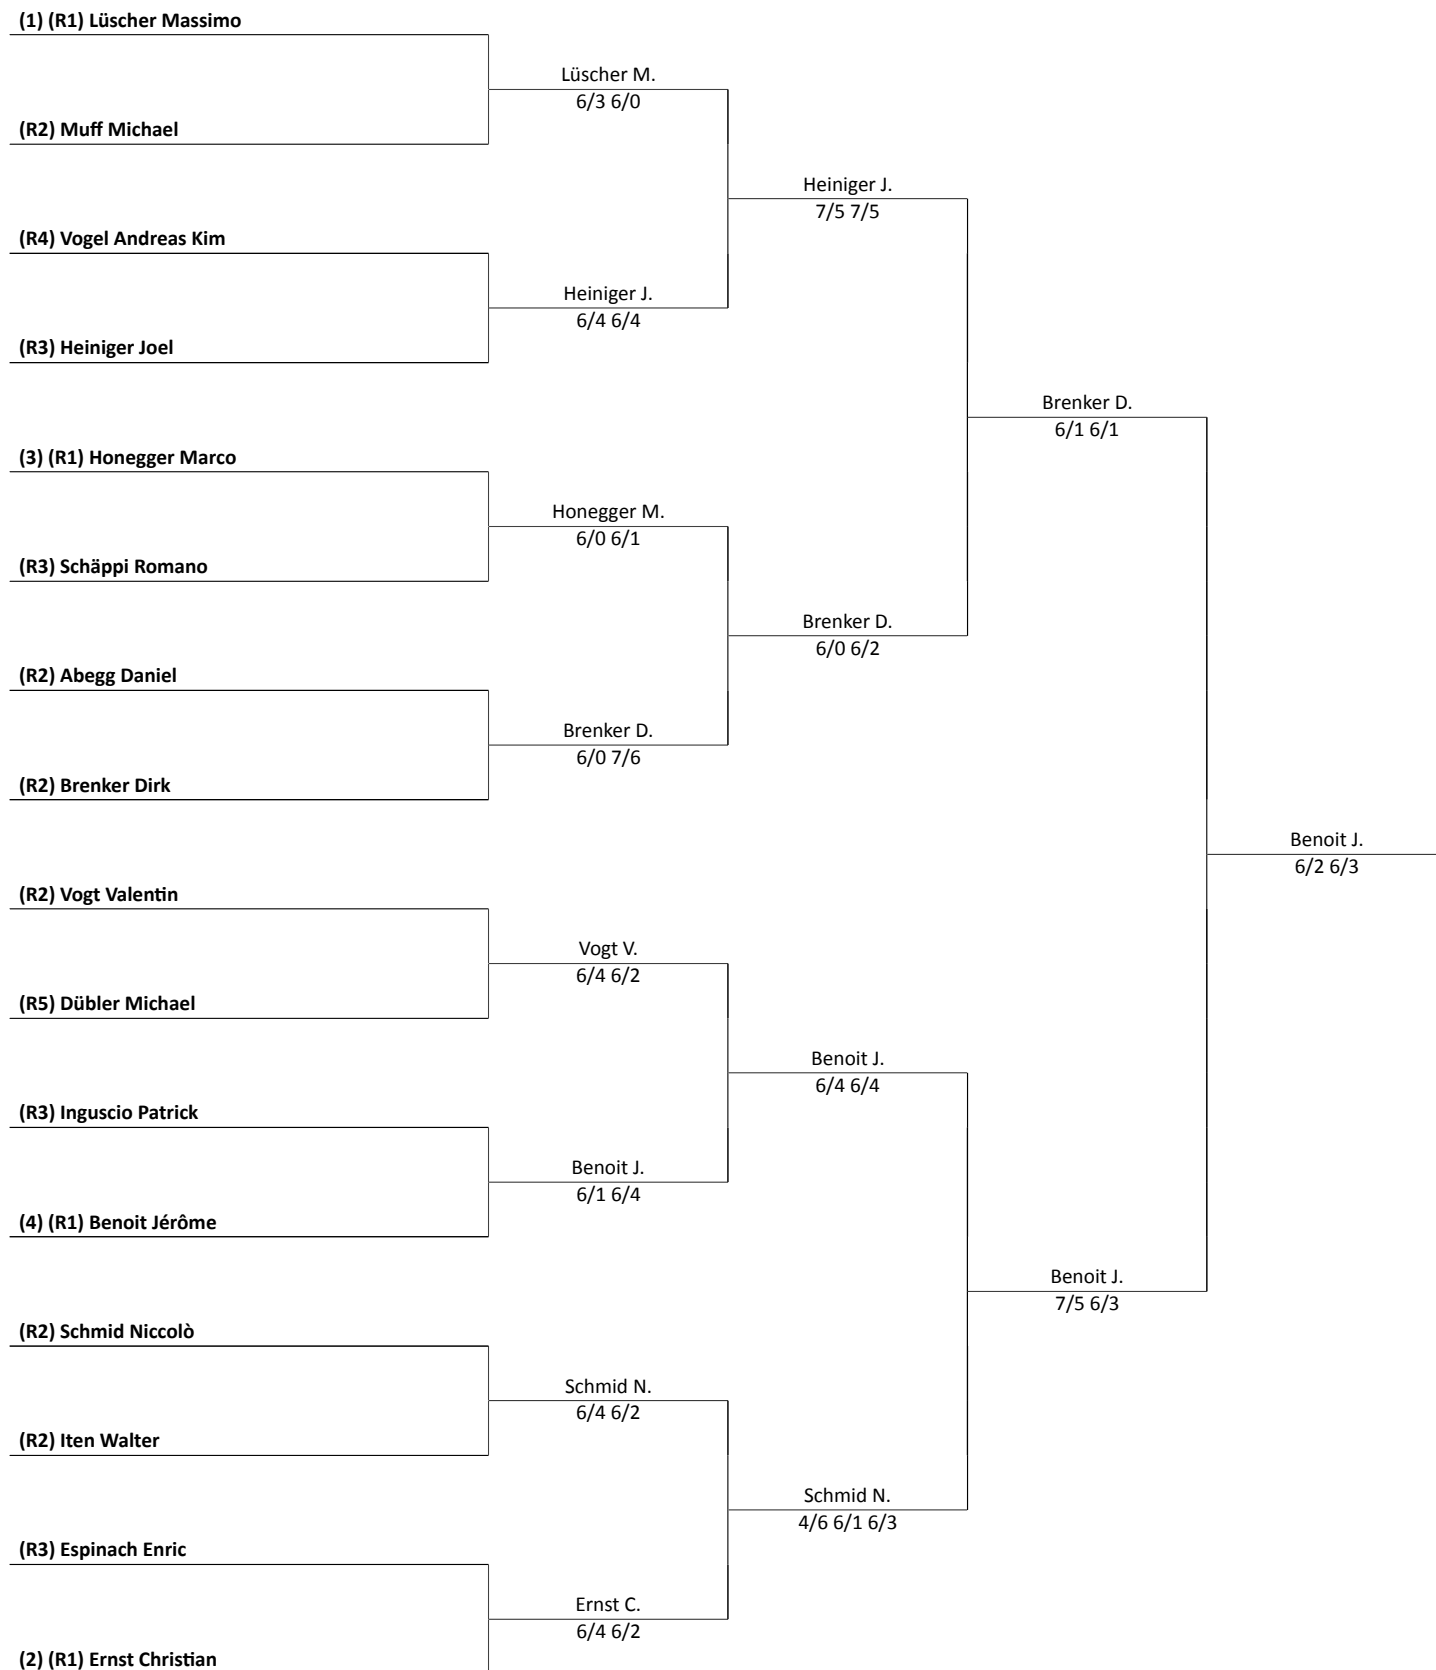 (1) (R1) Lüscher Massimo
Lüscher M.
6/3 6/0
(R2) Muff Michael
Heiniger J.
7/5 7/5
(R4) Vogel Andreas Kim
Heiniger J.
6/4 6/4
(R3) Heiniger Joel
Brenker D.
6/1 6/1
(3) (R1) Honegger Marco
Honegger M.
6/0 6/1
(R3) Schäppi Romano
Brenker D.
6/0 6/2
(R2) Abegg Daniel
Brenker D.
6/0 7/6
(R2) Brenker Dirk
Benoit J.
6/2 6/3
(R2) Vogt Valentin
Vogt V.
6/4 6/2
(R5) Dübler Michael
Benoit J.
6/4 6/4
(R3) Inguscio Patrick
Benoit J.
6/1 6/4
(4) (R1) Benoit Jérôme
Benoit J.
7/5 6/3
(R2) Schmid Niccolò
Schmid N.
6/4 6/2
(R2) Iten Walter
Schmid N.
4/6 6/1 6/3
(R3) Espinach Enric
Ernst C.
6/4 6/2
(2) (R1) Ernst Christian